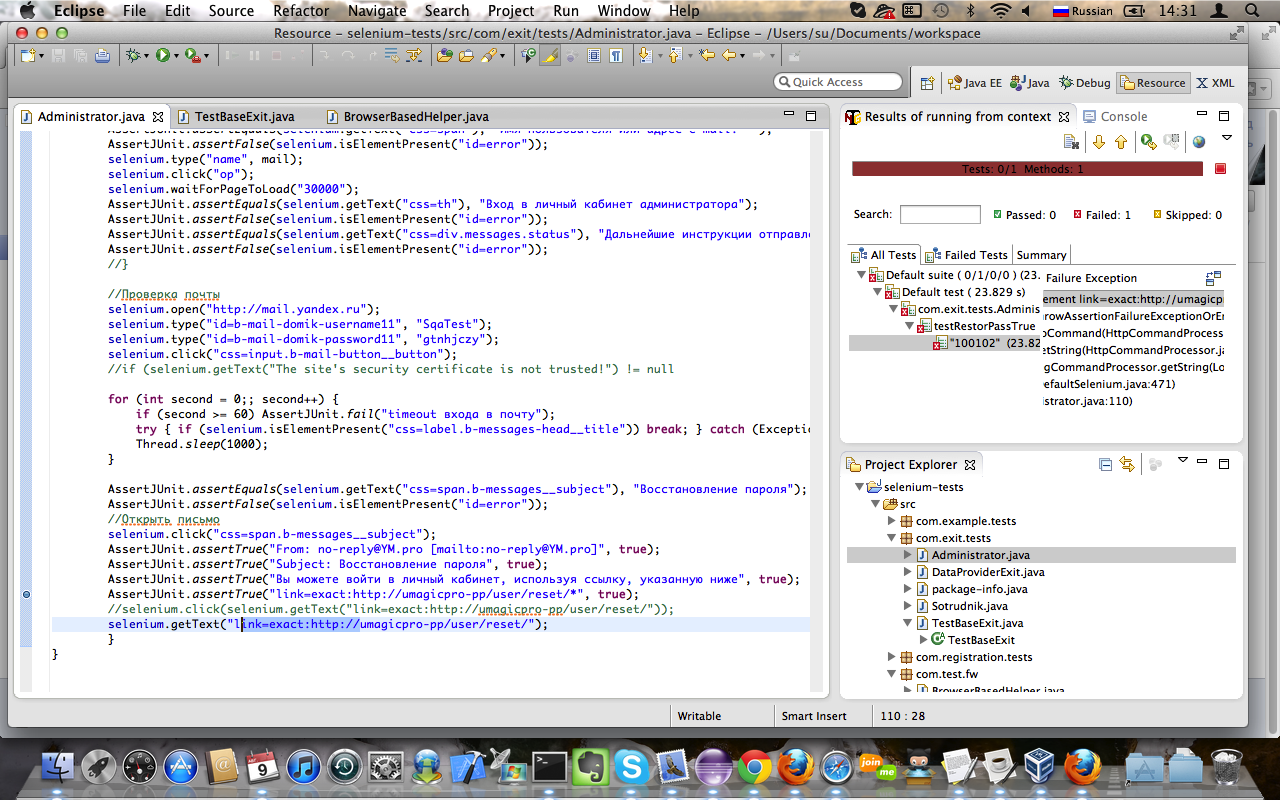 Eclipse File Edit Source Refactor Navigate Search Project Run Window Help Russian 14:31
Resource - selenium-tests/src/com/exit/tests/Administrator.java - Eclipse - /Users/su/Documents/workspace
Quick Access Java EE Java Debug Resource XML
Administrator.java TestBaseExit.java BrowserBasedHelper.java
AssertJUnit.assertFalse(selenium.isElementPresent("id=error"));
selenium.type("name", mail);
selenium.click("op");
selenium.waitForPageToLoad("30000");
AssertJUnit.assertEquals(selenium.getText("css=th"), "Вход в личный кабинет администратора");
AssertJUnit.assertFalse(selenium.isElementPresent("id=error"));
AssertJUnit.assertEquals(selenium.getText("css=div.messages.status"), "Дальнейшие инструкции отправле
AssertJUnit.assertFalse(selenium.isElementPresent("id=error"));
//}
//Проверка почты
selenium.open("http://mail.yandex.ru");
selenium.type("id=b-mail-domik-username11", "SqaTest");
selenium.type("id=b-mail-domik-password11", "gtnhjczy");
selenium.click("css=input.b-mail-button__button");
//if (selenium.getText("The site's security certificate is not trusted!") != null
for (int second = 0;; second++) {
if (second >= 60) AssertJUnit.fail("timeout входа в почту");
try { if (selenium.isElementPresent("css=label.b-messages-head__title")) break; } catch (Excepti
Thread.sleep(1000);
}
AssertJUnit.assertEquals(selenium.getText("css=span.b-messages__subject"), "Восстановление пароля");
AssertJUnit.assertFalse(selenium.isElementPresent("id=error"));
//Открыть письмо
selenium.click("css=span.b-messages__subject");
AssertJUnit.assertTrue("From: no-reply@YM.pro [mailto:no-reply@YM.pro]", true);
AssertJUnit.assertTrue("Subject: Восстановление пароля", true);
AssertJUnit.assertTrue("Вы можете войти в личный кабинет, используя ссылку, указанную ниже", true);
AssertJUnit.assertTrue("link=exact:http://umagicpro-pp/user/reset/*", true);
//selenium.click(selenium.getText("link=exact:http://umagicpro-pp/user/reset/"));
selenium.getText("link=exact:http://umagicpro-pp/user/reset/");
}
}
Results of running from context Console
Tests: 0/1 Methods: 1
Search: Passed: 0 Failed: 1 Skipped: 0
All Tests Failed Tests Summary
Default suite ( 0/1/0/0 ) (23.
Default test ( 23.829 s)
com.exit.tests.Adminis
testRestorPassTrue
"100102" (23.82
Failure Exception
ement link=exact:http://umagicpr
rowAssertionFailureExceptionOrEr
oCommand(HttpCommandProcess
etString(HttpCommandProcessor.ja
gCommandProcessor.getString(Lo
DefaultSelenium.java:471)
istrator.java:110)
Project Explorer
selenium-tests
src
com.example.tests
com.exit.tests
Administrator.java
DataProviderExit.java
package-info.java
Sotrudnik.java
TestBaseExit.java
TestBaseExit
com.registration.tests
com.test.fw
BrowserBasedHelper.java
Writable Smart Insert 110 : 28
9
join me